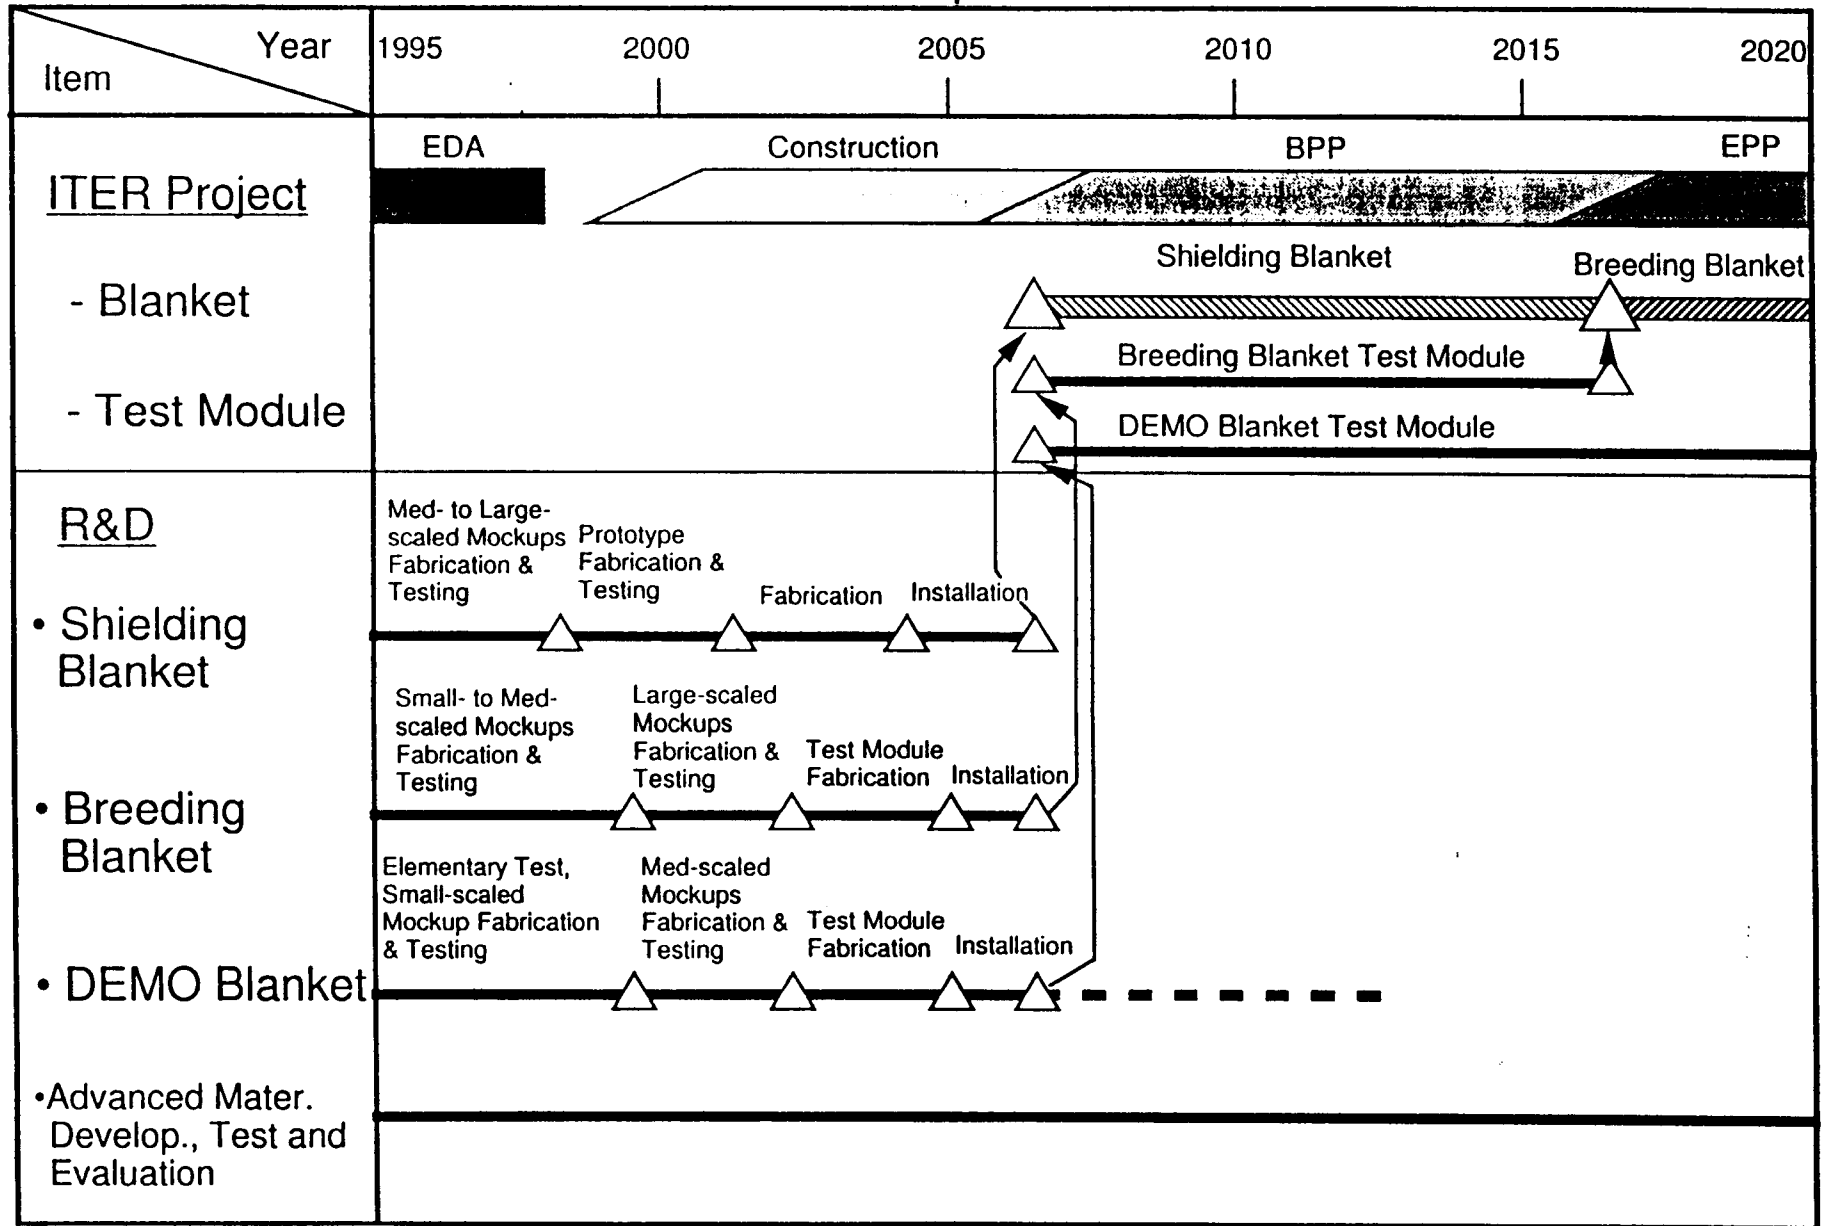 Year
Item
1995 2000 2005 2010 2015 2020
EDA Construction BPP EPP
ITER Project
Shielding Blanket
Breeding Blanket
- Blanket
Breeding Blanket Test Module
- Test Module
DEMO Blanket Test Module
R&D
Med- to Large-
scaled Mockups
Fabrication &
Testing
Prototype
Fabrication &
Testing
Fabrication
Installation
• Shielding
Blanket
Small- to Med-
scaled Mockups
Fabrication &
Testing
Large-scaled
Mockups
Fabrication &
Testing
Test Module
Fabrication
Installation
• Breeding
Blanket
Elementary Test,
Small-scaled
Mockup Fabrication
& Testing
Med-scaled
Mockups
Fabrication &
Testing
Test Module
Fabrication
Installation
• DEMO Blanket
•Advanced Mater.
Develop., Test and
Evaluation